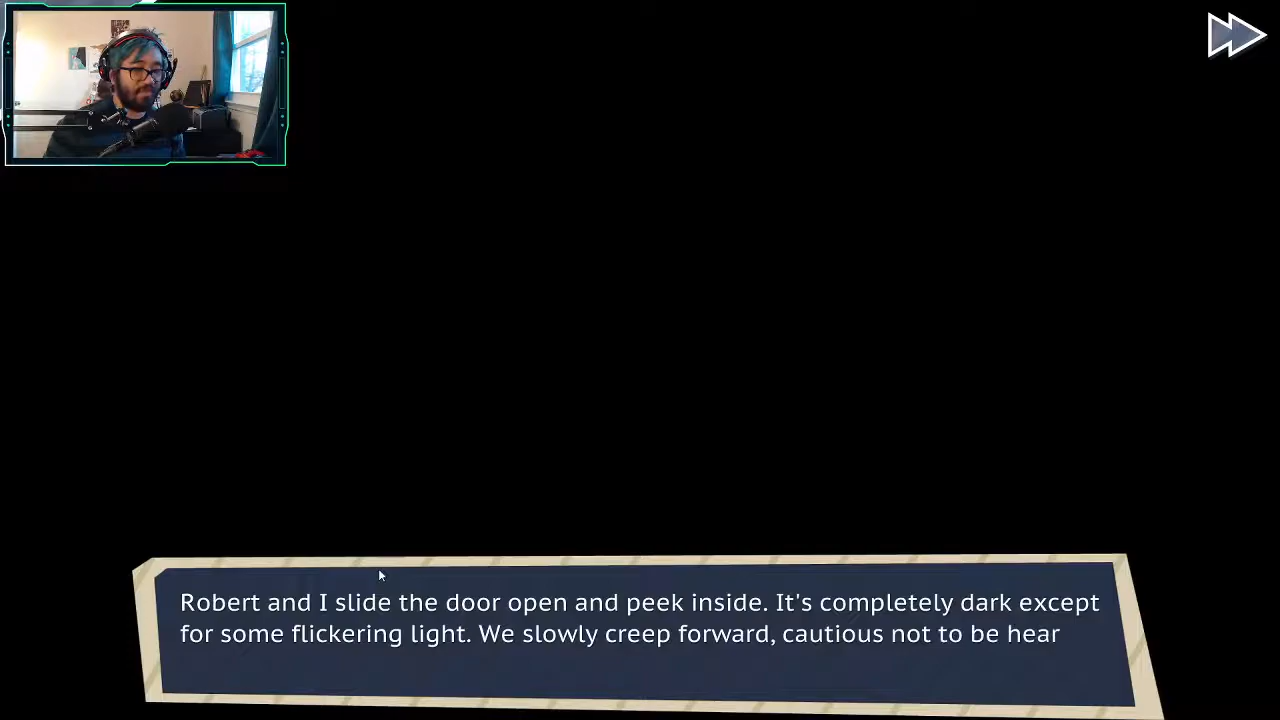 Robert and I slide the door open and peek inside. It's completely dark except
for some flickering light. We slowly creep forward, cautious not to be hear